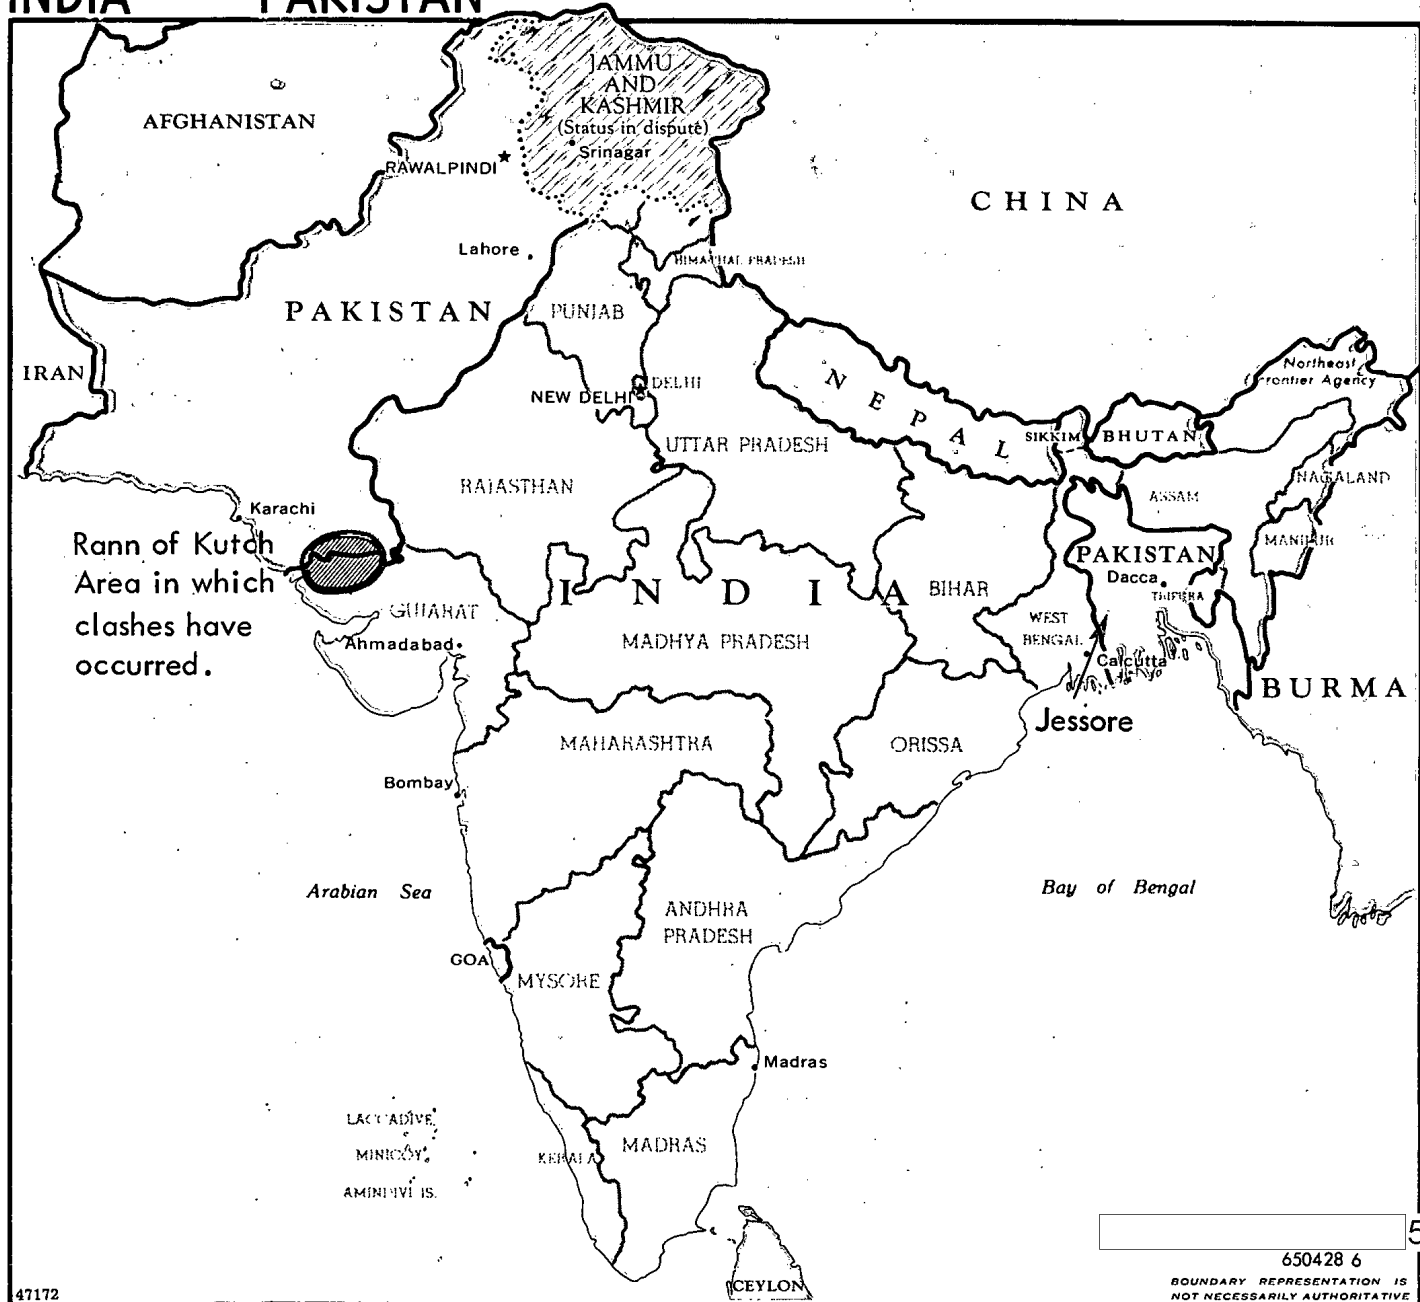 INDIA PAKISTAN
JAMMU
AND
KASHMIR
(Status in dispute)
Srinagar
AFGHANISTAN
RAWALPINDI
CHINA
Lahore
HIMACHAL PRADESH
PAKISTAN
PUNJAB
IRAN
Northeast
Frontier Agency
DELHI
NEW DELHI
NEPAL
SIKKIM
BHUTAN
UTTAR PRADESH
RAJASTHAN
ASSAM
NAGALAND
Karachi
MANIPUR
Rann of Kutch
Area in which
clashes have
occurred.
PAKISTAN
Dacca
TRIPURA
INDIA
BIHAR
GUJARAT
WEST
BENGAL
MADHYA PRADESH
Ahmadabad
Calcutta
BURMA
Jessore
MAHARASHTRA
ORISSA
Bombay
Arabian Sea
Bay of Bengal
ANDHRA
PRADESH
GOA
MYSORE
Madras
LACCADIVE
MINICOY
AMINDIVI IS.
KERALA
MADRAS
CEYLON
5
650428 6
BOUNDARY REPRESENTATION IS
NOT NECESSARILY AUTHORITATIVE
47172